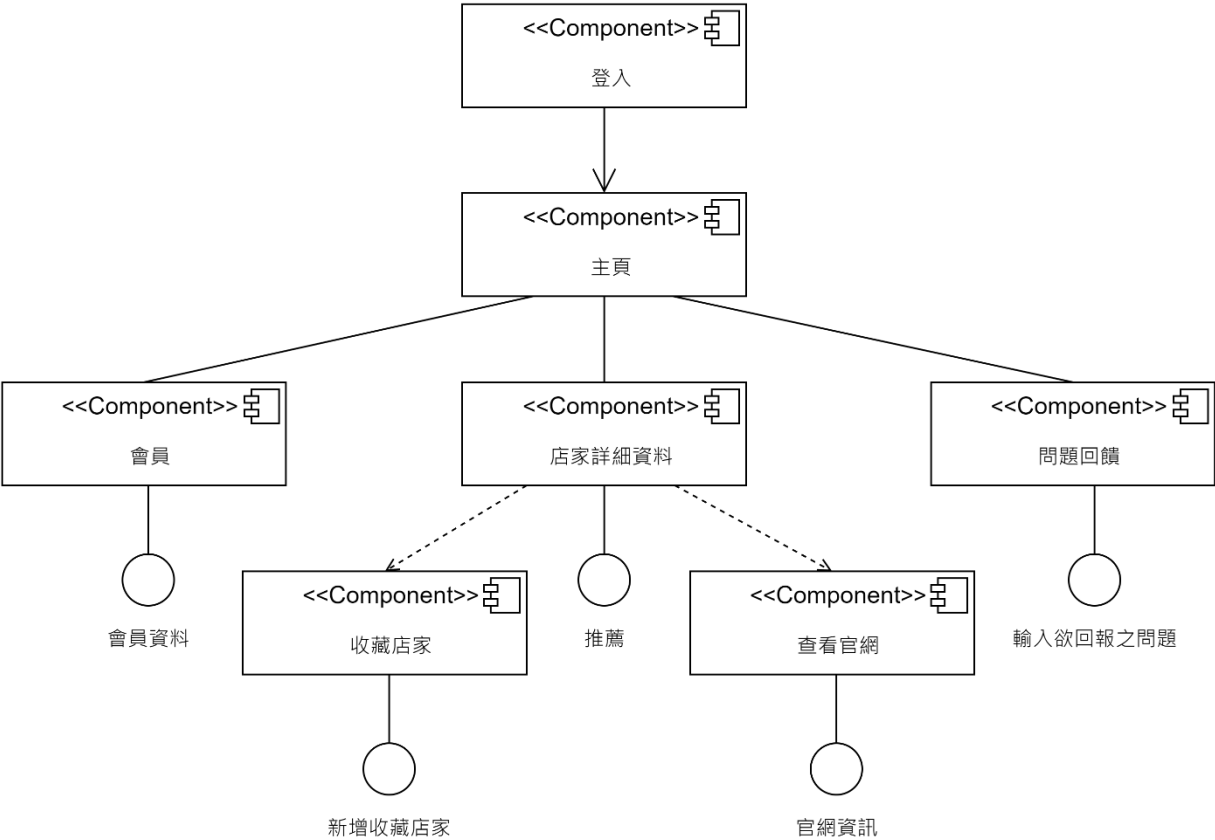 <<Component>>
登入
<<Component>>
主頁
<<Component>>
會員
<<Component>>
店家詳細資料
<<Component>>
問題回饋
會員資料
<<Component>>
收藏店家
推薦
<<Component>>
查看官網
輸入欲回報之問題
新增收藏店家
官網資訊